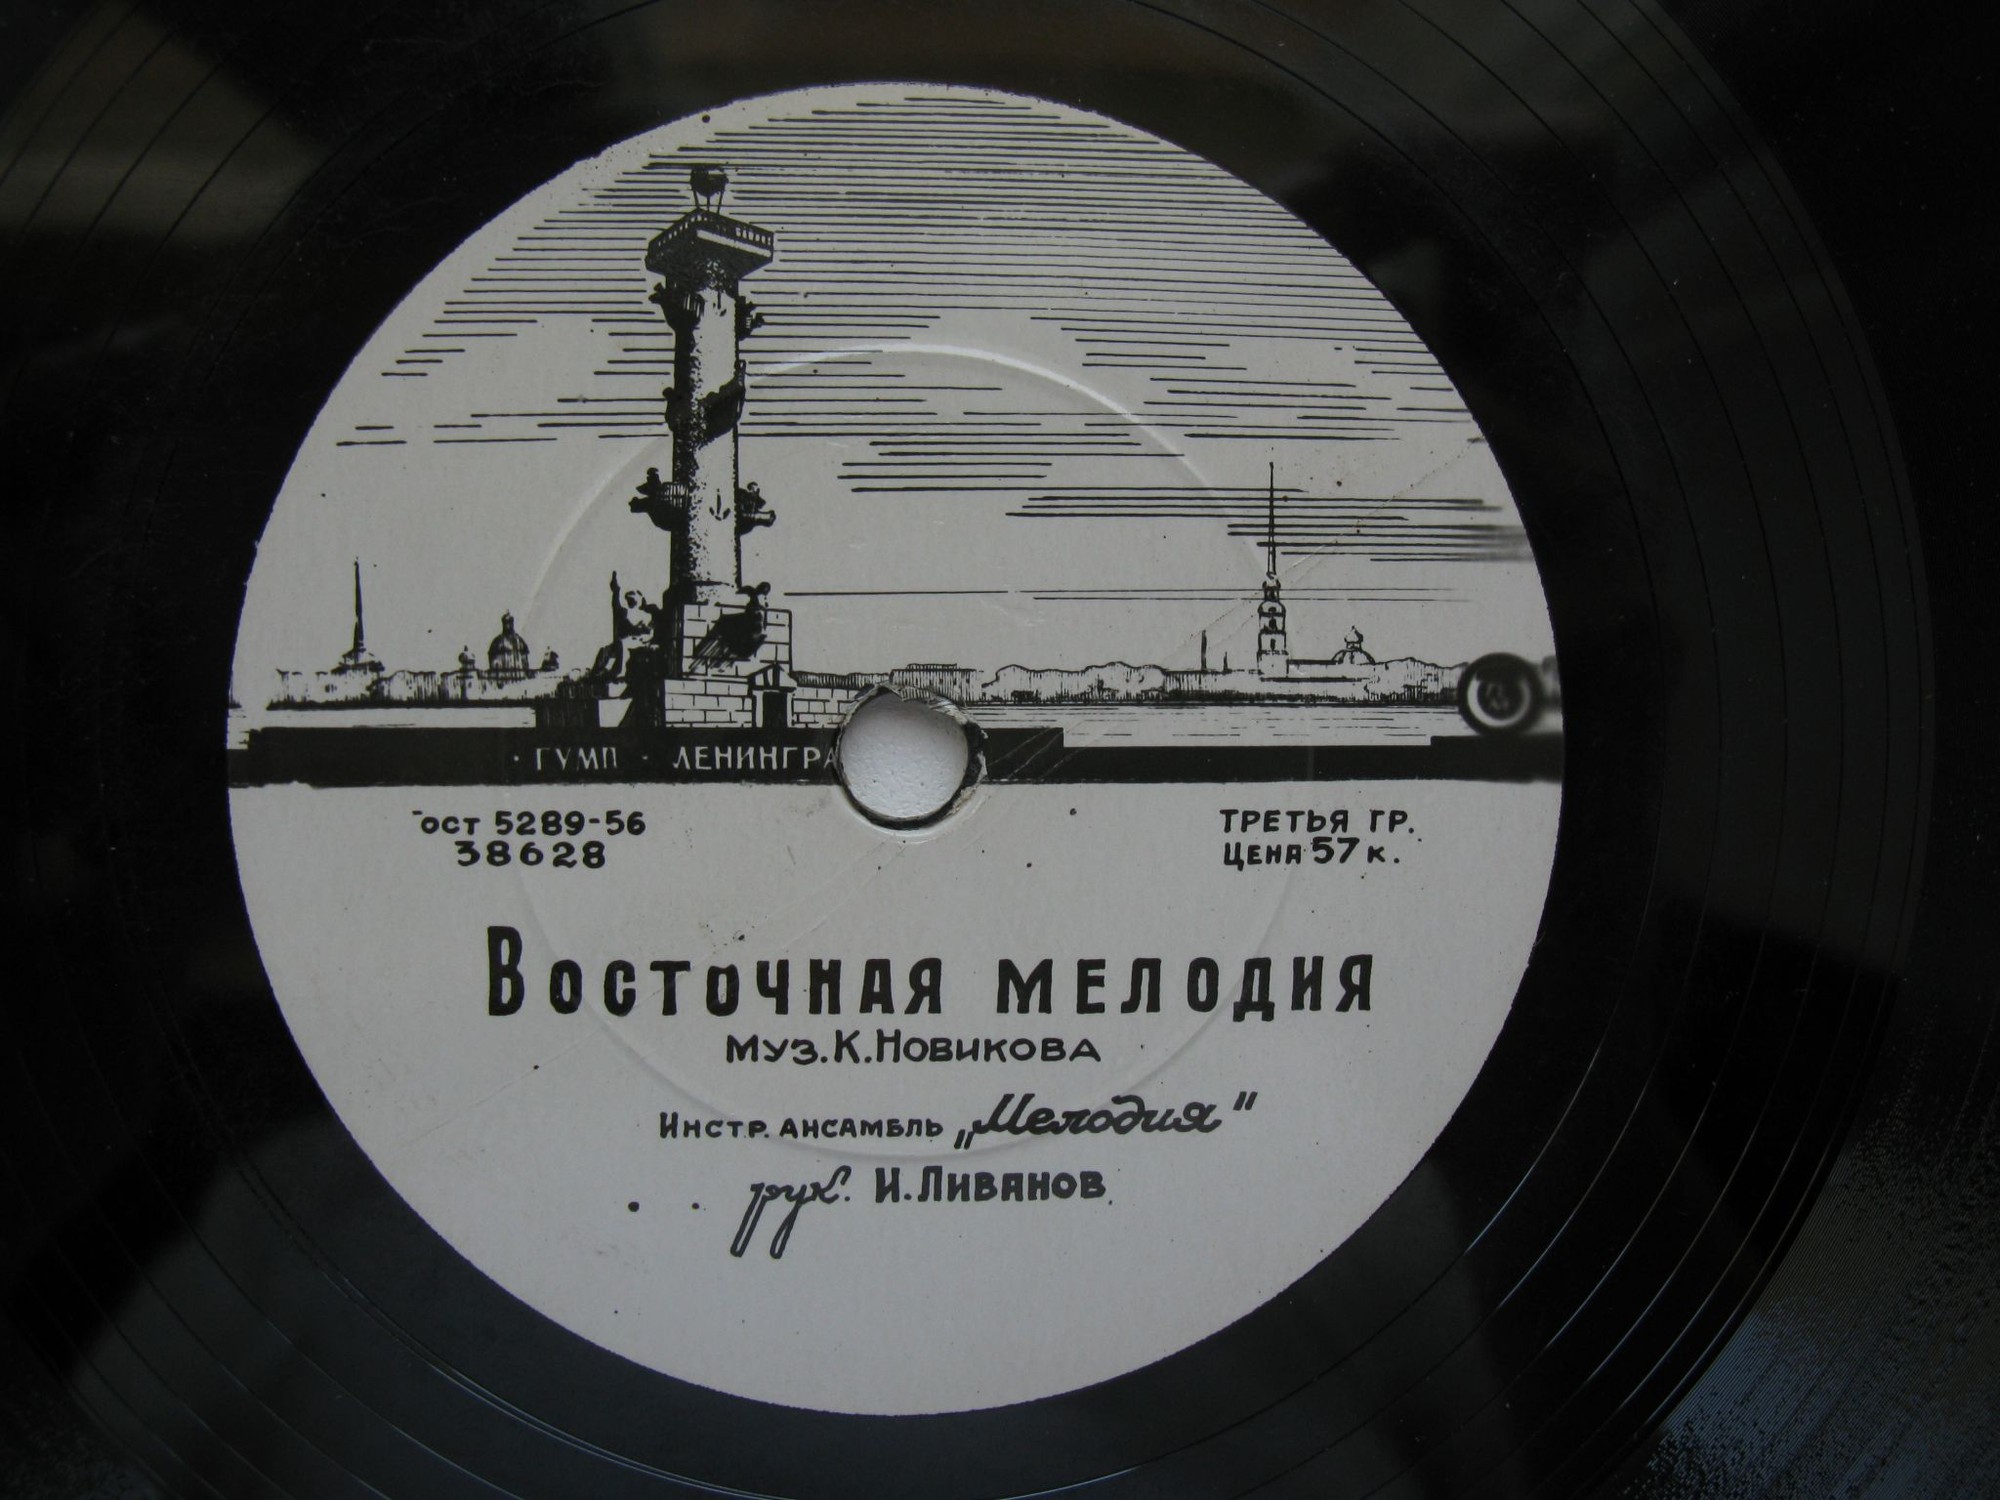 · ГУМП · ЛЕНИНГРА
ОСТ 5289-56
38628
ТРЕТЬЯ ГР.
ЦЕНА 57 К.
ВОСТОЧНАЯ МЕЛОДИЯ
МУЗ. К. НОВИКОВА
ИНСТР. АНСАМБЛЬ „Мелодия"
рук. И. ЛИВАНОВ